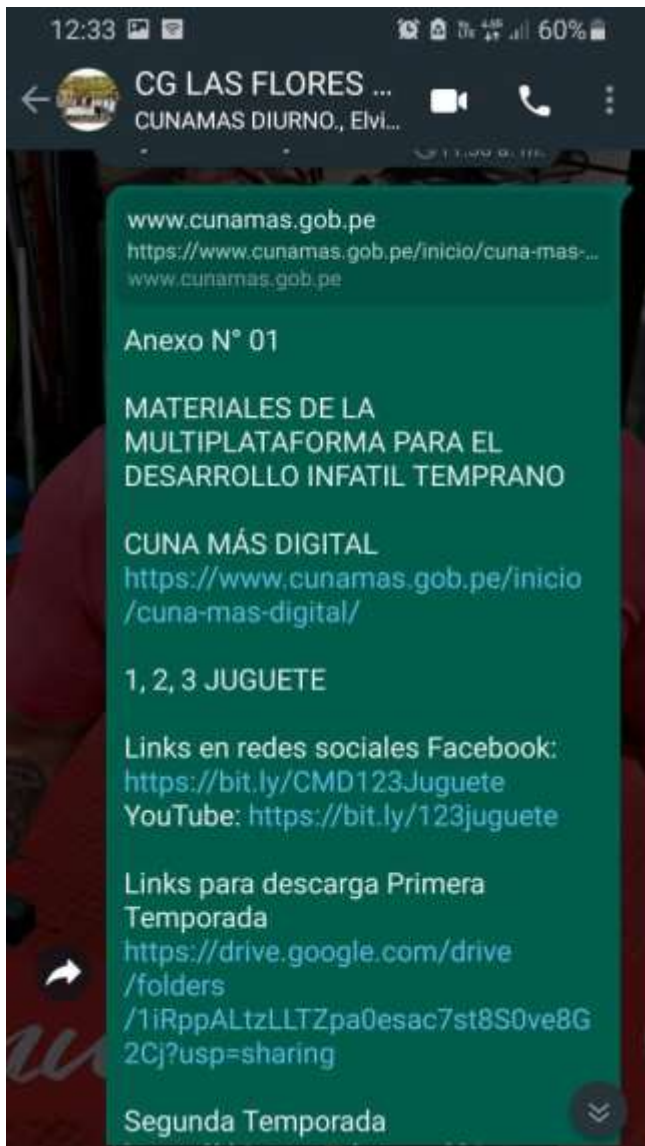 12:33
60%
CG LAS FLORES ...
CUNAMAS DIURNO., Elvi...
www.cunamas.gob.pe
https://www.cunamas.gob.pe/inicio/cuna-mas-...
www.cunamas.gob.pe
Anexo N° 01
MATERIALES DE LA
MULTIPLATAFORMA PARA EL
DESARROLLO INFATIL TEMPRANO
CUNA MÁS DIGITAL
https://www.cunamas.gob.pe/inicio
/cuna-mas-digital/
1, 2, 3 JUGUETE
Links en redes sociales Facebook:
https://bit.ly/CMD123Juguete
YouTube: https://bit.ly/123juguete
Links para descarga Primera
Temporada
https://drive.google.com/drive
/folders
/1iRppALtzLLTZpa0esac7st8S0ve8G
2Cj?usp=sharing
Segunda Temporada